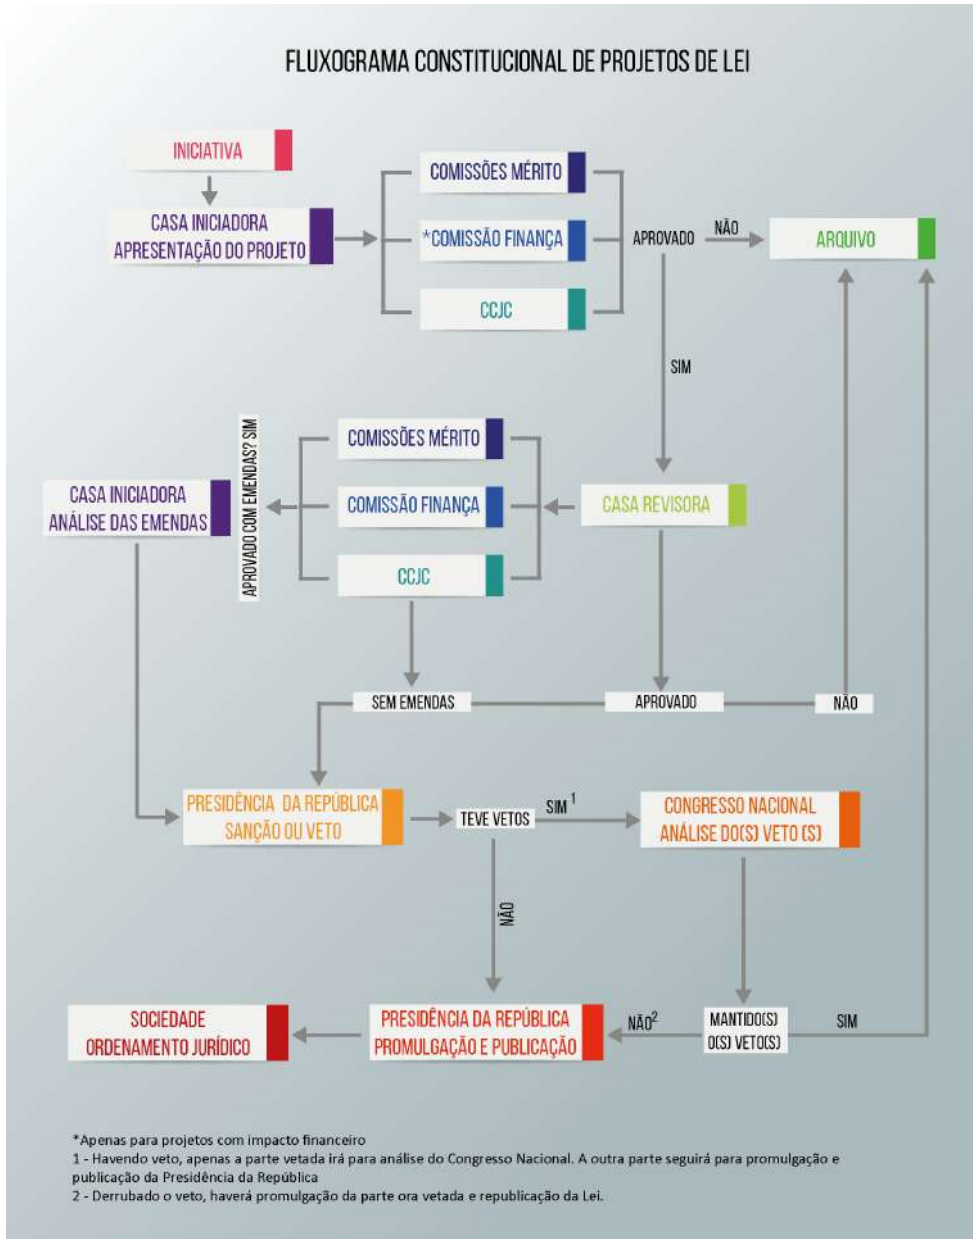 FLUXOGRAMA CONSTITUCIONAL DE PROJETOS DE LEI
INICIATIVA
CASA INICIADORA
APRESENTAÇÃO DO PROJETO
COMISSÕES MÉRITO
*COMISSÃO FINANÇA
CCJC
APROVADO
NÃO
ARQUIVO
SIM
COMISSÕES MÉRITO
COMISSÃO FINANÇA
CCJC
APROVADO COM EMENDAS? SIM
CASA INICIADORA
ANÁLISE DAS EMENDAS
CASA REVISORA
SEM EMENDAS
APROVADO
NÃO
PRESIDÊNCIA DA REPÚBLICA
SANÇÃO OU VETO
TEVE VETOS
SIM 1
CONGRESSO NACIONAL
ANÁLISE DO(S) VETO (S)
NÃO
SOCIEDADE
ORDENAMENTO JURÍDICO
PRESIDÊNCIA DA REPÚBLICA
PROMULGAÇÃO E PUBLICAÇÃO
NÃO2
MANTIDO(S)
O(S) VETO(S)
SIM
*Apenas para projetos com impacto financeiro
1 - Havendo veto, apenas a parte vetada irá para análise do Congresso Nacional. A outra parte seguirá para promulgação e
publicação da Presidência da República
2 - Derrubado o veto, haverá promulgação da parte ora vetada e republicação da Lei.